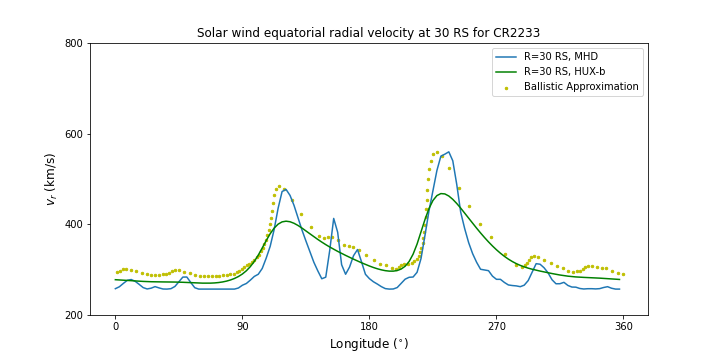 Solar wind equatorial radial velocity at 30 RS for CR2233
R=30 RS, MHD
R=30 RS, HUX-b
Ballistic Approximation
800
600
400
200
v_r (km/s)
0
90
180
270
360
Longitude (°)